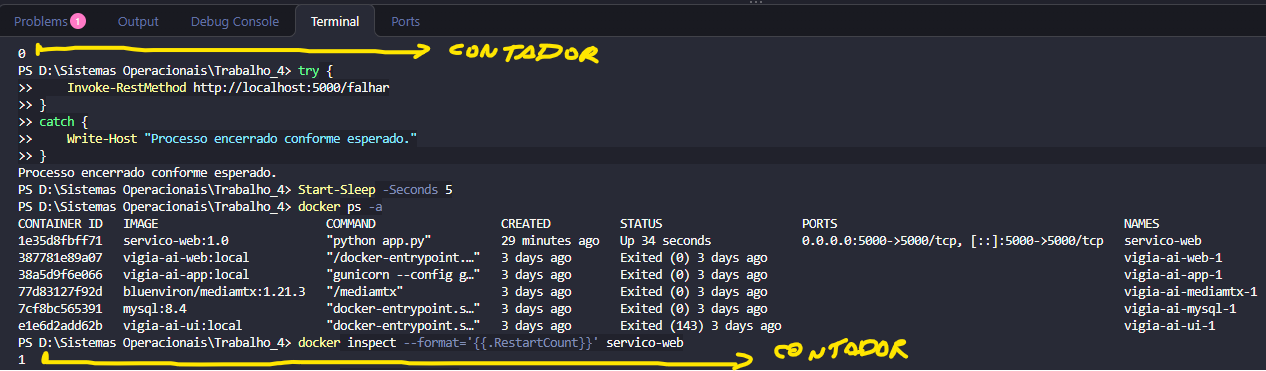 Problems 1 Output Debug Console Terminal Ports
0 CONTADOR
PS D:\Sistemas Operacionais\Trabalho_4> try {
>>     Invoke-RestMethod http://localhost:5000/falhar
>> }
>> catch {
>>     Write-Host "Processo encerrado conforme esperado."
>> }
Processo encerrado conforme esperado.
PS D:\Sistemas Operacionais\Trabalho_4> Start-Sleep -Seconds 5
PS D:\Sistemas Operacionais\Trabalho_4> docker ps -a
CONTAINER ID   IMAGE                       COMMAND                  CREATED          STATUS                     PORTS                                         NAMES
1e35d8fbff71   servico-web:1.0             "python app.py"          29 minutes ago   Up 34 seconds              0.0.0.0:5000->5000/tcp, [::]:5000->5000/tcp   servico-web
387781e89a07   vigia-ai-web:local          "/docker-entrypoint.…"   3 days ago       Exited (0) 3 days ago                                                    vigia-ai-web-1
38a5d9f6e066   vigia-ai-app:local          "gunicorn --config g…"   3 days ago       Exited (0) 3 days ago                                                    vigia-ai-app-1
77d83127f92d   bluenviron/mediamtx:1.21.3  "/mediamtx"              3 days ago       Exited (0) 3 days ago                                                    vigia-ai-mediamtx-1
7cf8bc565391   mysql:8.4                   "docker-entrypoint.s…"   3 days ago       Exited (0) 3 days ago                                                    vigia-ai-mysql-1
e1e6d2add62b   vigia-ai-ui:local           "docker-entrypoint.s…"   3 days ago       Exited (143) 3 days ago                                                  vigia-ai-ui-1
PS D:\Sistemas Operacionais\Trabalho_4> docker inspect --format='{{.RestartCount}}' servico-web
1 CONTADOR